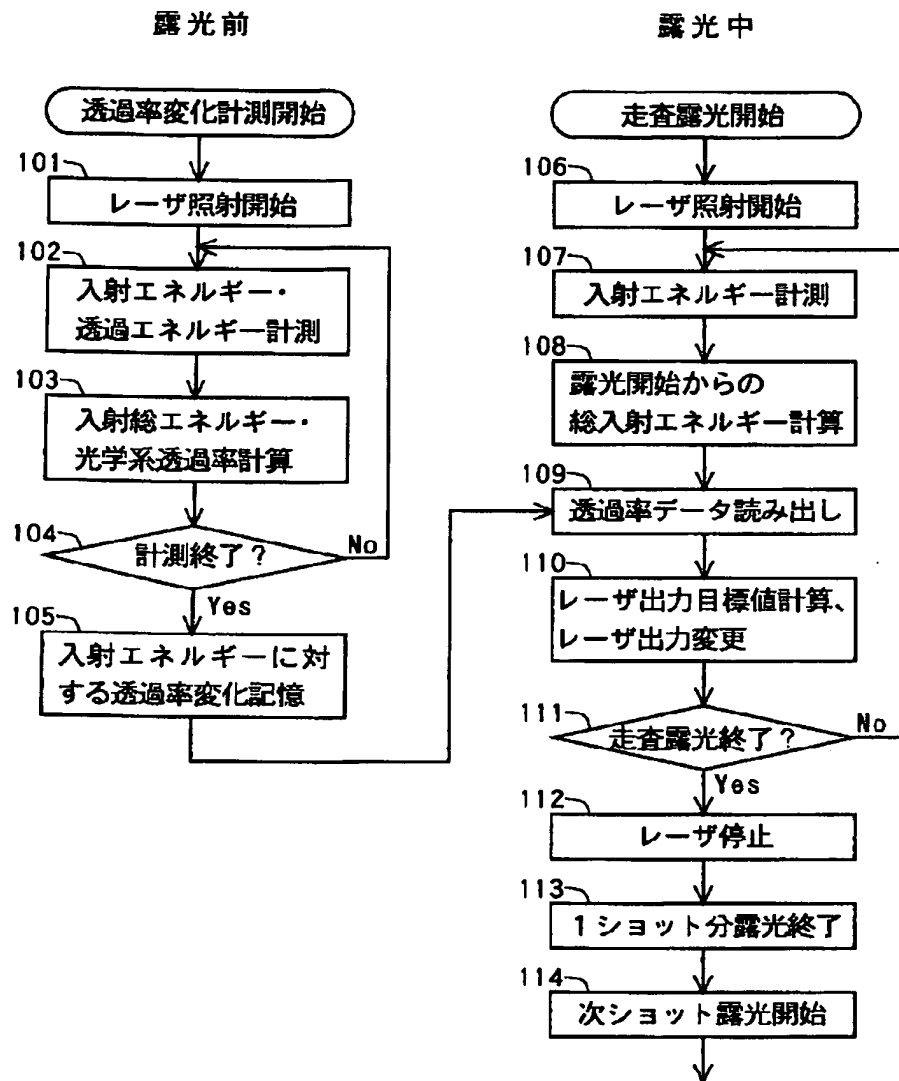 露光前
透過率変化計測開始
101
レーザ照射開始
102
入射エネルギー・
透過エネルギー計測
103
入射総エネルギー・
光学系透過率計算
104
計測終了？
No
Yes
105
入射エネルギーに対
する透過率変化記憶
露光中
走査露光開始
106
レーザ照射開始
107
入射エネルギー計測
108
露光開始からの
総入射エネルギー計算
109
透過率データ読み出し
110
レーザ出力目標値計算、
レーザ出力変更
111
走査露光終了？
No
Yes
112
レーザ停止
113
１ショット分露光終了
114
次ショット露光開始